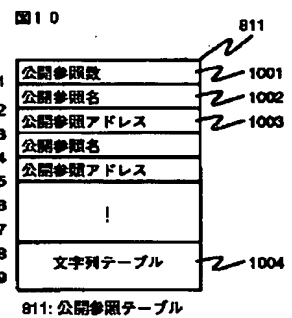 図10
811
公開参照数 1001
公開参照名 1002
公開参照アドレス 1003
公開参照名
公開参照アドレス
文字列テーブル 1004
811: 公開参照テーブル